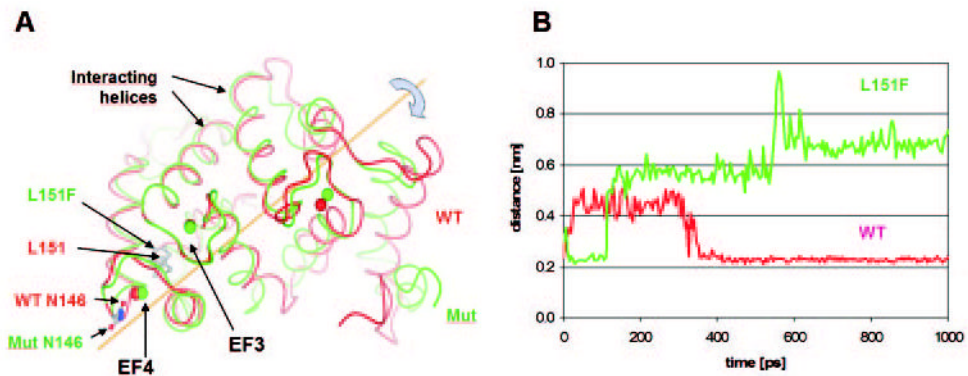 A
Interacting
helices
L151F
L151
WT N146
Mut N146
EF4
EF3
WT
Mut
B
distance [nm]
1.0
0.8
0.6
0.4
0.2
0.0
L151F
WT
0
200
400
600
800
1000
time [ps]